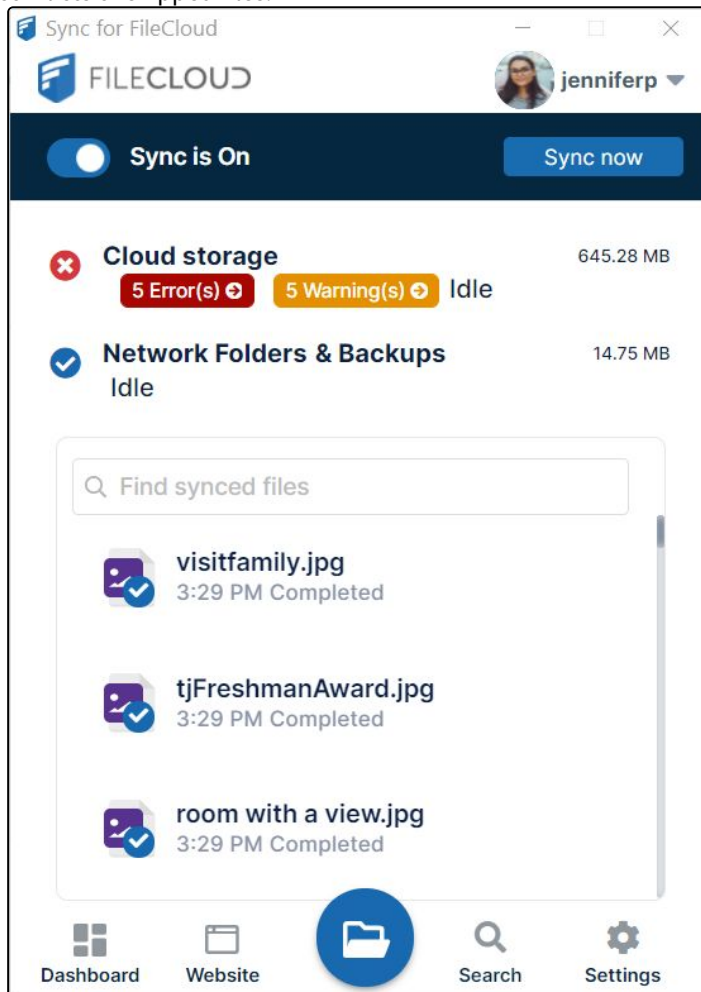 Sync for FileCloud
FILECLOUD
jenniferp
Sync is On
Sync now
Cloud storage
645.28 MB
5 Error(s)
5 Warning(s)
Idle
Network Folders & Backups
14.75 MB
Idle
Find synced files
visitfamily.jpg
3:29 PM Completed
tjFreshmanAward.jpg
3:29 PM Completed
room with a view.jpg
3:29 PM Completed
Dashboard
Website
Search
Settings